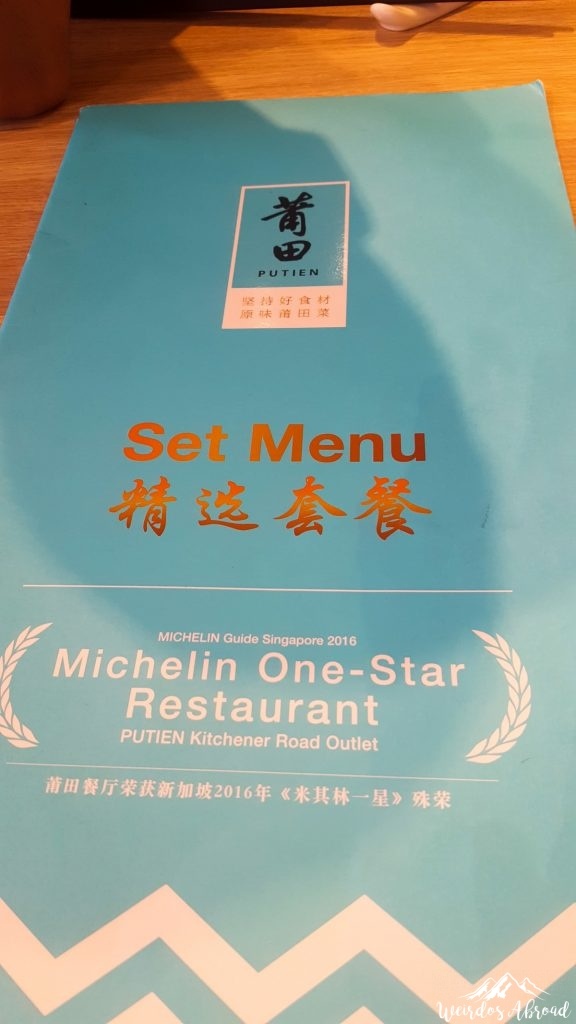 莆田
PUTIEN
坚持好食材
原味莆田菜
Set Menu
精选套餐
MICHELIN Guide Singapore 2016
Michelin One-Star
Restaurant
PUTIEN Kitchener Road Outlet
莆田餐厅荣获新加坡2016年《米其林一星》殊荣
Weirdos Abroad